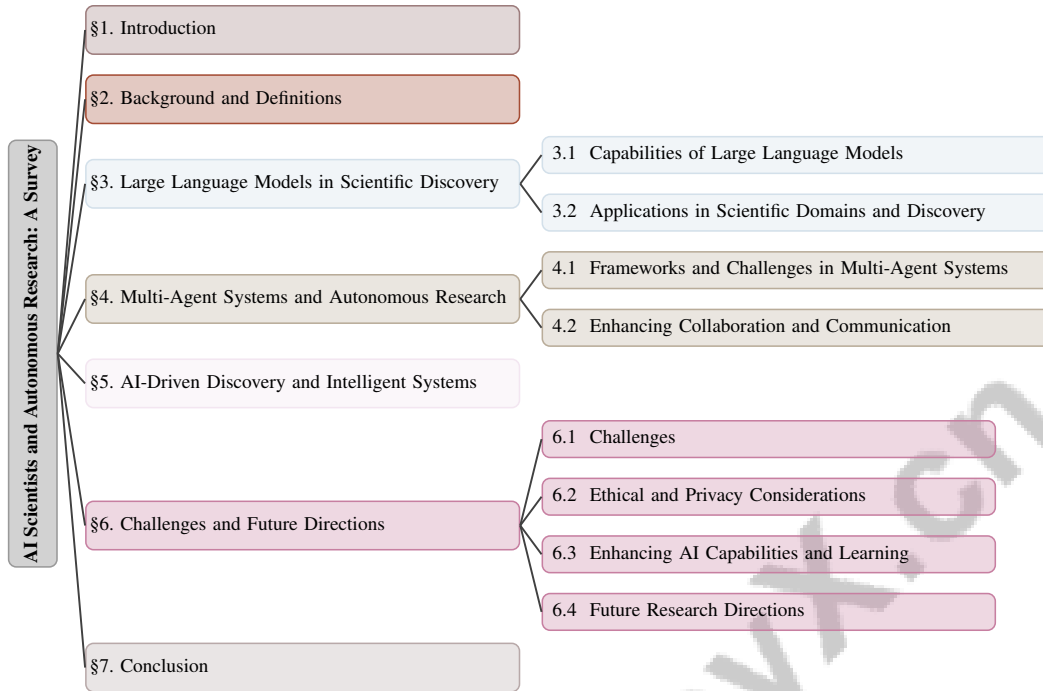 AI Scientists and Autonomous Research: A Survey
§1. Introduction
§2. Background and Definitions
§3. Large Language Models in Scientific Discovery
3.1 Capabilities of Large Language Models
3.2 Applications in Scientific Domains and Discovery
§4. Multi-Agent Systems and Autonomous Research
4.1 Frameworks and Challenges in Multi-Agent Systems
4.2 Enhancing Collaboration and Communication
§5. AI-Driven Discovery and Intelligent Systems
§6. Challenges and Future Directions
6.1 Challenges
6.2 Ethical and Privacy Considerations
6.3 Enhancing AI Capabilities and Learning
6.4 Future Research Directions
§7. Conclusion